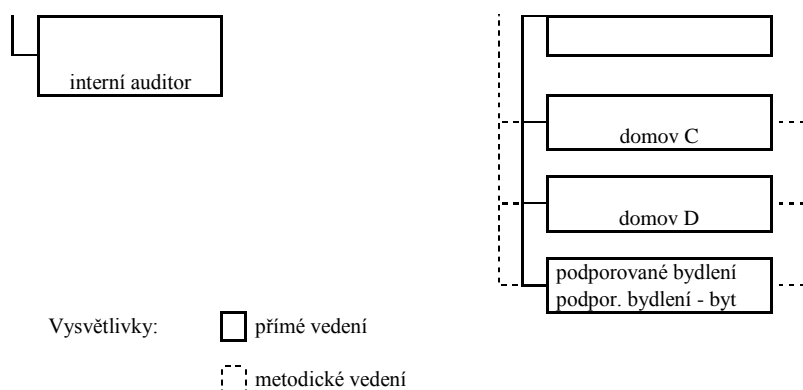 interní auditor
domov C
domov D
podporované bydlení
podpor. bydlení - byt
Vysvětlivky:
přímé vedení
metodické vedení